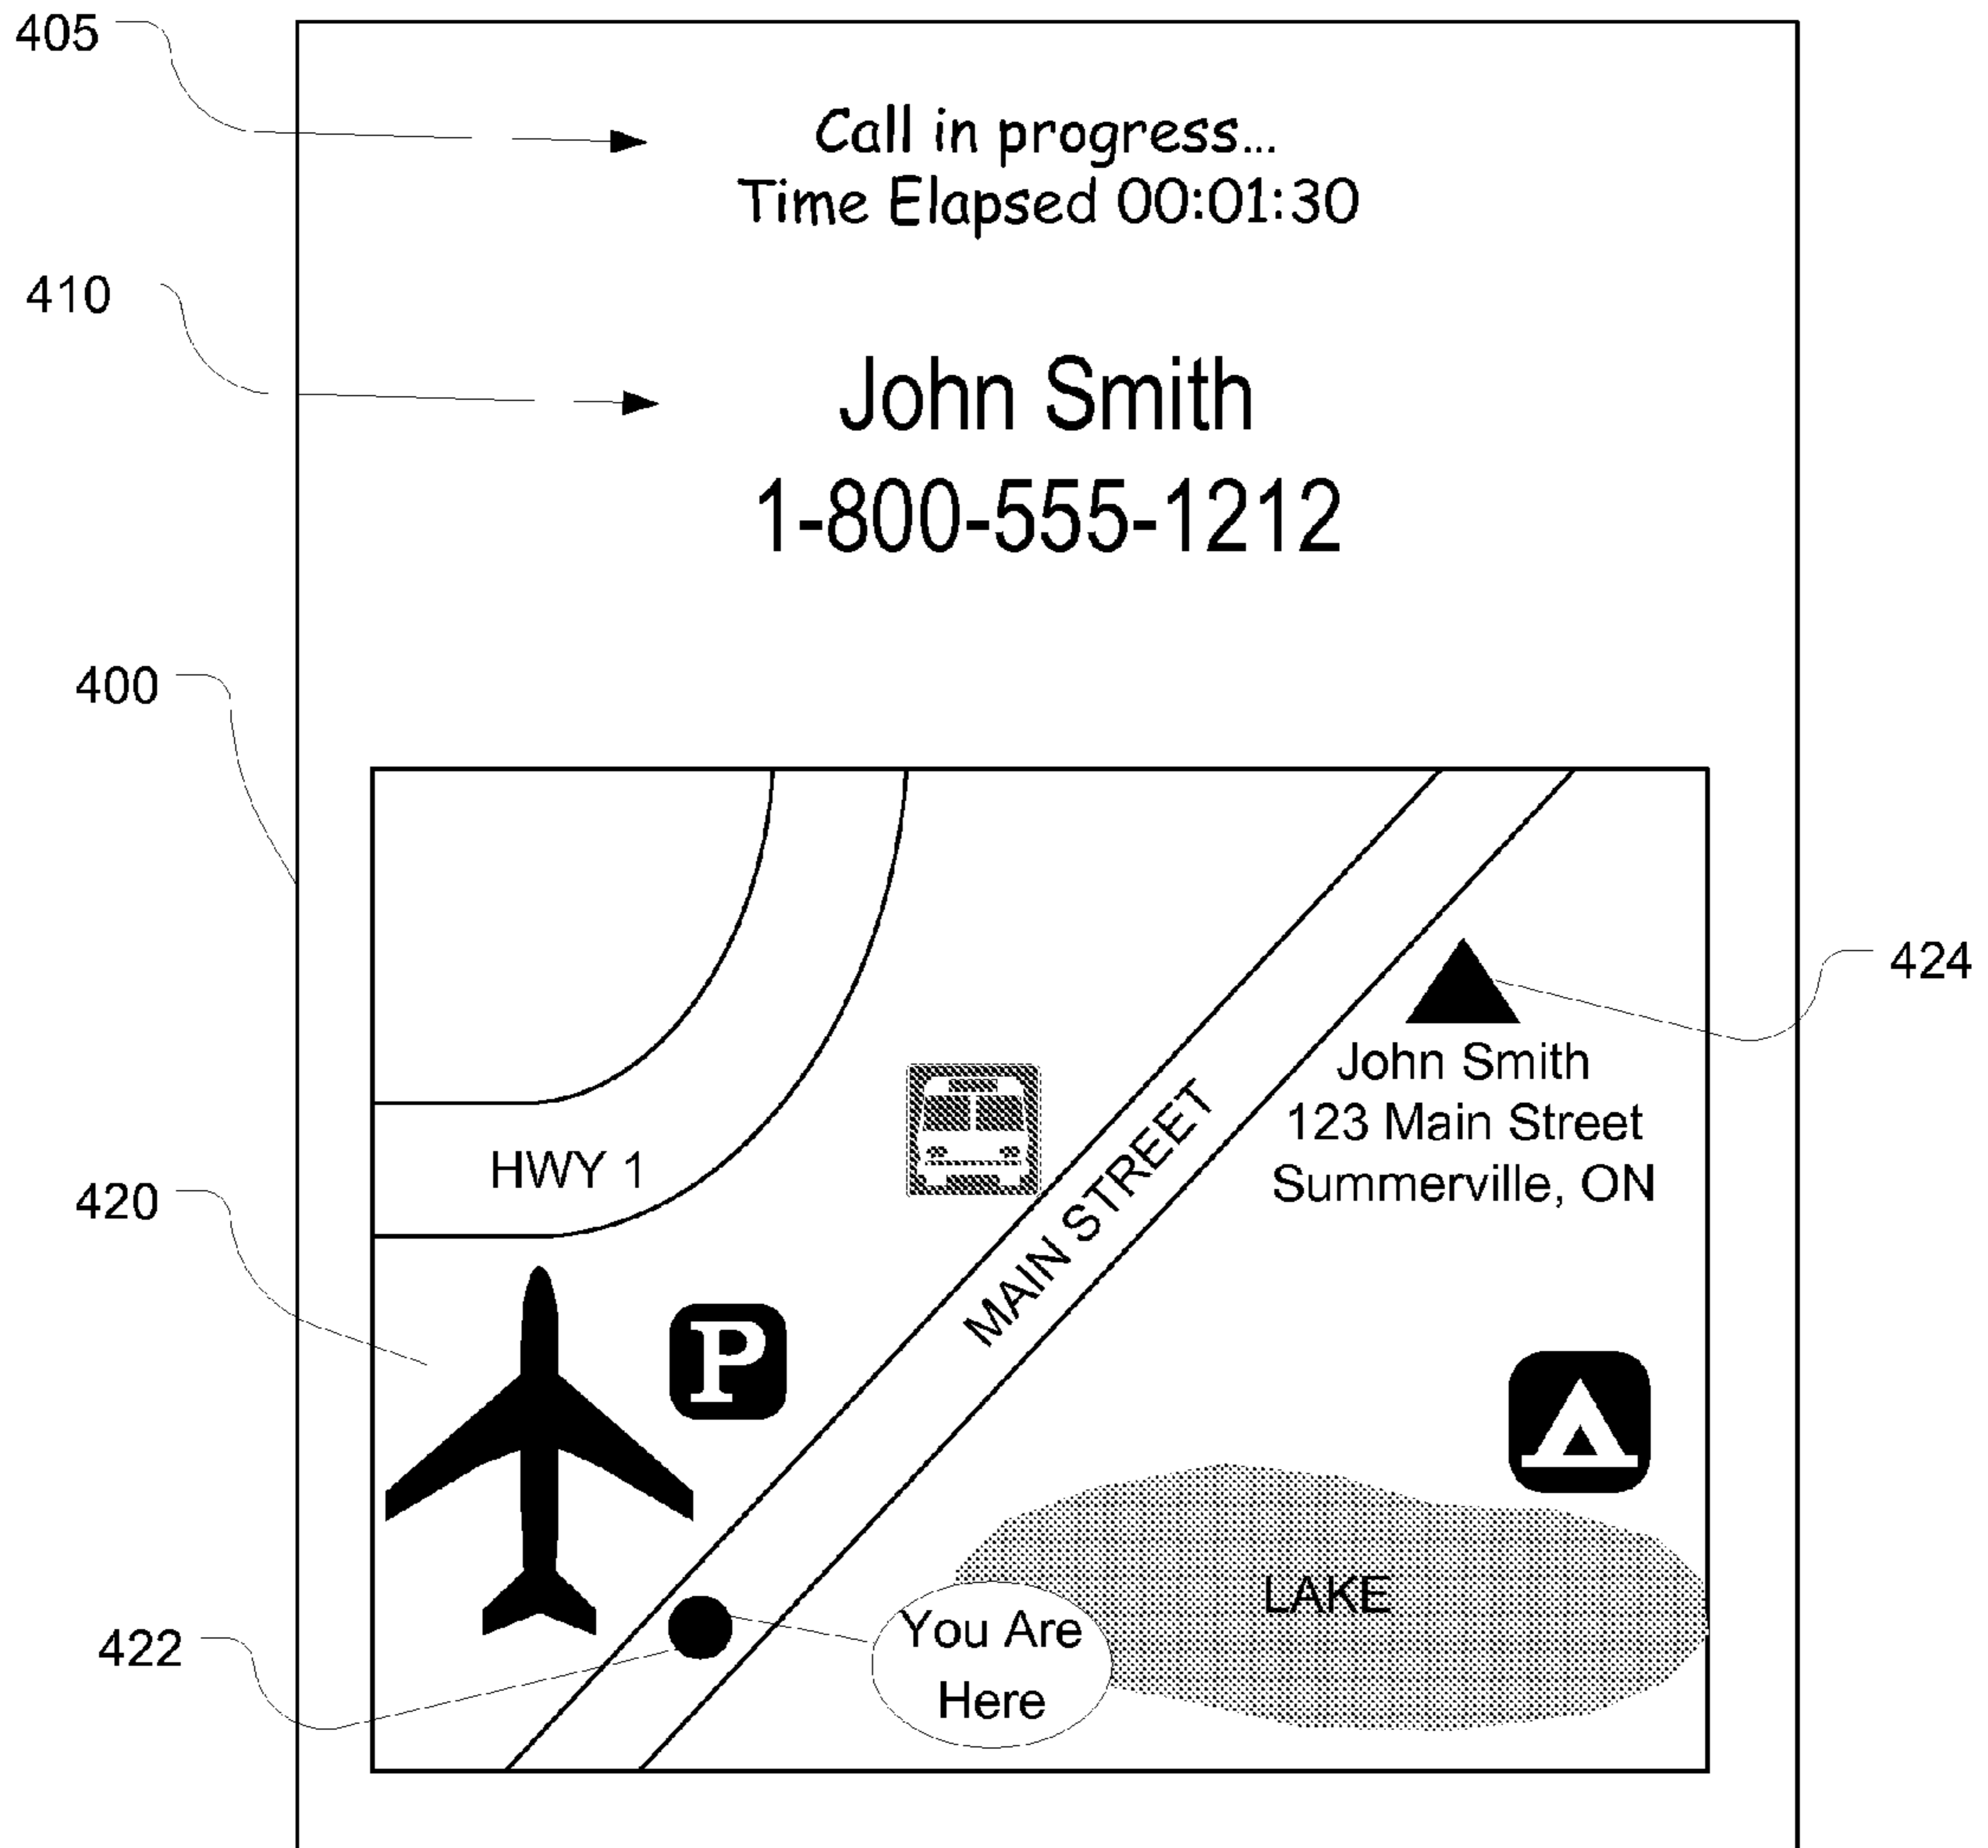 405
Call in progress...
Time Elapsed 00:01:30
410
John Smith
1-800-555-1212
400
424
John Smith
123 Main Street
Summerville, ON
MAIN STREET
HWY 1
420
P
LAKE
You Are
Here
422